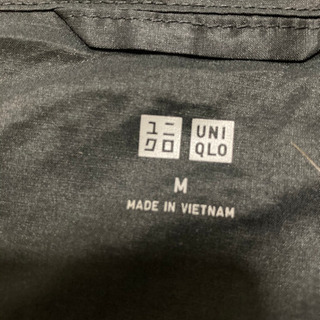 ユニ UNI
クロ QLO
M
MADE IN VIETNAM